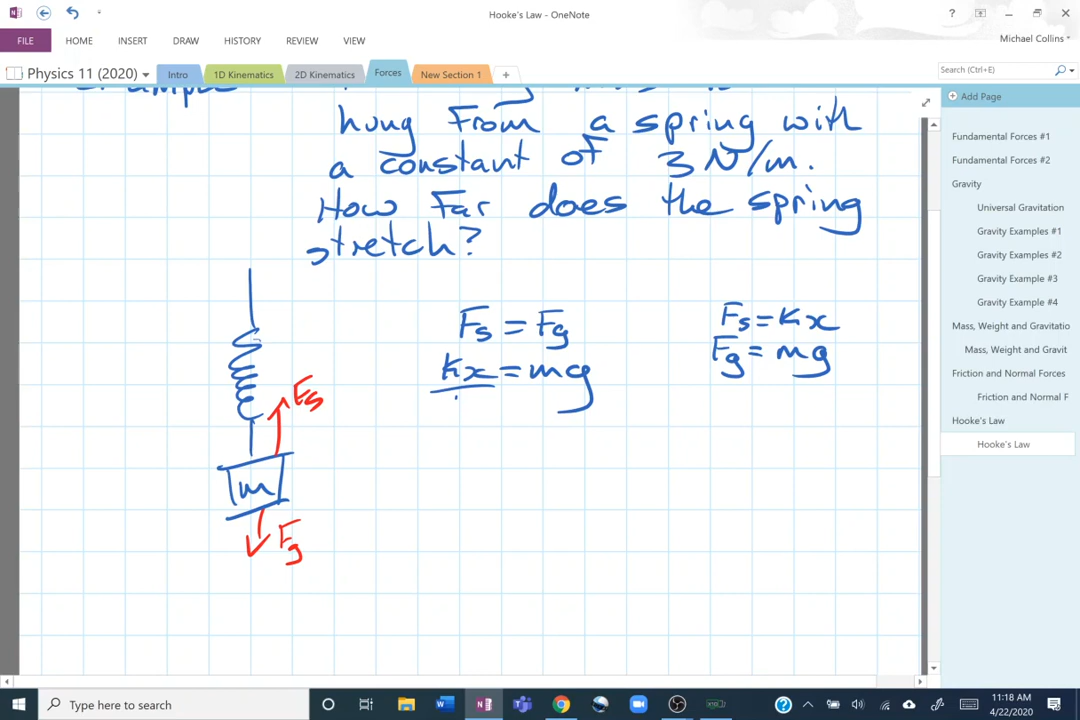 Hooke's Law - OneNote
Michael Collins
FILE HOME INSERT DRAW HISTORY REVIEW VIEW
Physics 11 (2020) Intro 1D Kinematics 2D Kinematics Forces New Section 1
Search (Ctrl+E)
Add Page
Example
hung From a spring with
a constant of 3 N/m.
How Far does the spring
stretch?
Fs = Fg
kx = mg
Fs = kx
Fg = mg
Fs
m
Fg
Fundamental Forces #1
Fundamental Forces #2
Gravity
Universal Gravitation
Gravity Examples #1
Gravity Examples #2
Gravity Example #3
Gravity Example #4
Mass, Weight and Gravitatio
Mass, Weight and Gravit
Friction and Normal Forces
Friction and Normal F
Hooke's Law
Hooke's Law
Type here to search
11:18 AM
4/22/2020